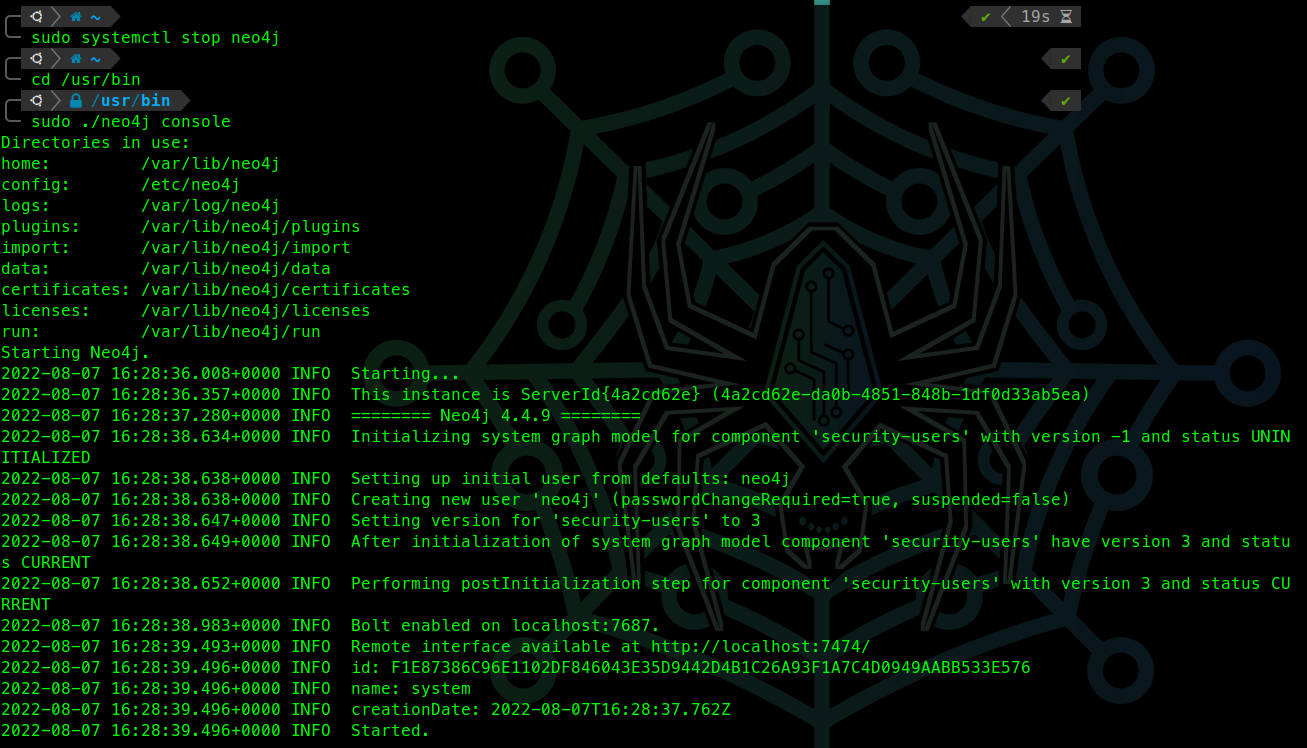 ~ ✔ 19s
sudo systemctl stop neo4j
~ ✔
cd /usr/bin
/usr/bin ✔
sudo ./neo4j console
Directories in use:
home:         /var/lib/neo4j
config:       /etc/neo4j
logs:         /var/log/neo4j
plugins:      /var/lib/neo4j/plugins
import:       /var/lib/neo4j/import
data:         /var/lib/neo4j/data
certificates: /var/lib/neo4j/certificates
licenses:     /var/lib/neo4j/licenses
run:          /var/lib/neo4j/run
Starting Neo4j.
2022-08-07 16:28:36.008+0000 INFO  Starting...
2022-08-07 16:28:36.357+0000 INFO  This instance is ServerId{4a2cd62e} (4a2cd62e-da0b-4851-848b-1df0d33ab5ea)
2022-08-07 16:28:37.280+0000 INFO  ======== Neo4j 4.4.9 ========
2022-08-07 16:28:38.634+0000 INFO  Initializing system graph model for component 'security-users' with version -1 and status UNIN
ITIALIZED
2022-08-07 16:28:38.638+0000 INFO  Setting up initial user from defaults: neo4j
2022-08-07 16:28:38.638+0000 INFO  Creating new user 'neo4j' (passwordChangeRequired=true, suspended=false)
2022-08-07 16:28:38.647+0000 INFO  Setting version for 'security-users' to 3
2022-08-07 16:28:38.649+0000 INFO  After initialization of system graph model component 'security-users' have version 3 and statu
s CURRENT
2022-08-07 16:28:38.652+0000 INFO  Performing postInitialization step for component 'security-users' with version 3 and status CU
RRENT
2022-08-07 16:28:38.983+0000 INFO  Bolt enabled on localhost:7687.
2022-08-07 16:28:39.493+0000 INFO  Remote interface available at http://localhost:7474/
2022-08-07 16:28:39.496+0000 INFO  id: F1E87386C96E1102DF846043E35D9442D4B1C26A93F1A7C4D0949AABB533E576
2022-08-07 16:28:39.496+0000 INFO  name: system
2022-08-07 16:28:39.496+0000 INFO  creationDate: 2022-08-07T16:28:37.762Z
2022-08-07 16:28:39.496+0000 INFO  Started.